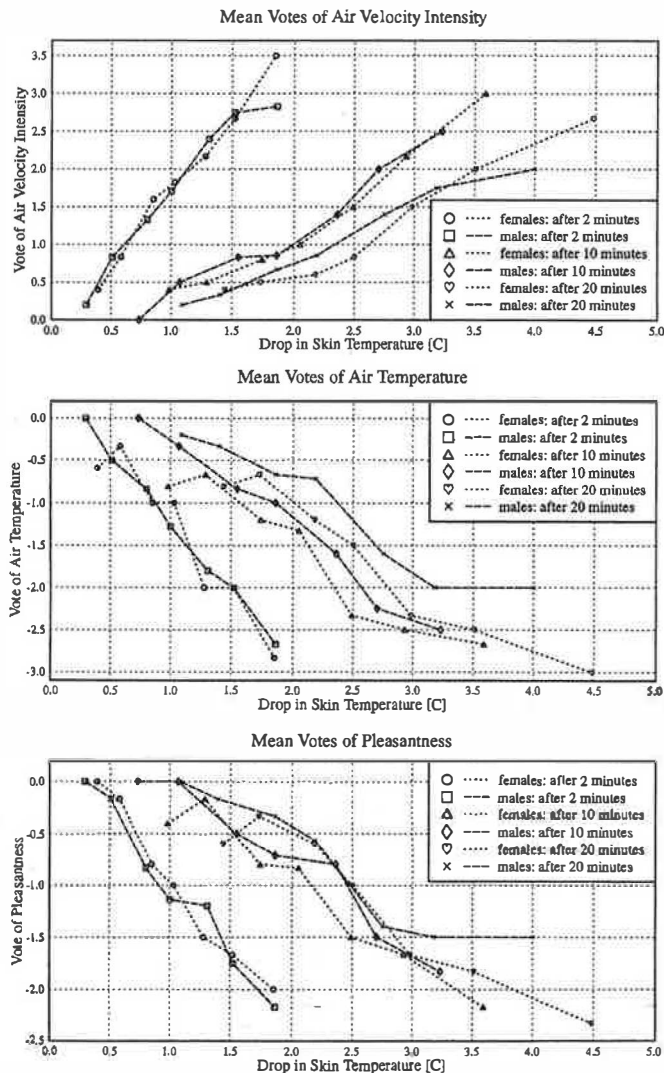 Mean Votes of Air Velocity Intensity
Vote of Air Velocity Intensity
3.5
3.0
2.5
2.0
1.5
1.0
0.5
0.0
females: after 2 minutes
males: after 2 minutes
females: after 10 minutes
males: after 10 minutes
females: after 20 minutes
males: after 20 minutes
0.0 0.5 1.0 1.5 2.0 2.5 3.0 3.5 4.0 4.5 5.0
Drop in Skin Temperature [C]
Mean Votes of Air Temperature
Vote of Air Temperature
0.0
-0.5
-1.0
-1.5
-2.0
-2.5
-3.0
females: after 2 minutes
males: after 2 minutes
females: after 10 minutes
males: after 10 minutes
females: after 20 minutes
males: after 20 minutes
0.0 0.5 1.0 1.5 2.0 2.5 3.0 3.5 4.0 4.5 5.0
Drop in Skin Temperature [C]
Mean Votes of Pleasantness
Vote of Pleasantness
0.0
-0.5
-1.0
-1.5
-2.0
-2.5
females: after 2 minutes
males: after 2 minutes
females: after 10 minutes
males: after 10 minutes
females: after 20 minutes
males: after 20 minutes
0.0 0.5 1.0 1.5 2.0 2.5 3.0 3.5 4.0 4.5 5.0
Drop in Skin Temperature [C]